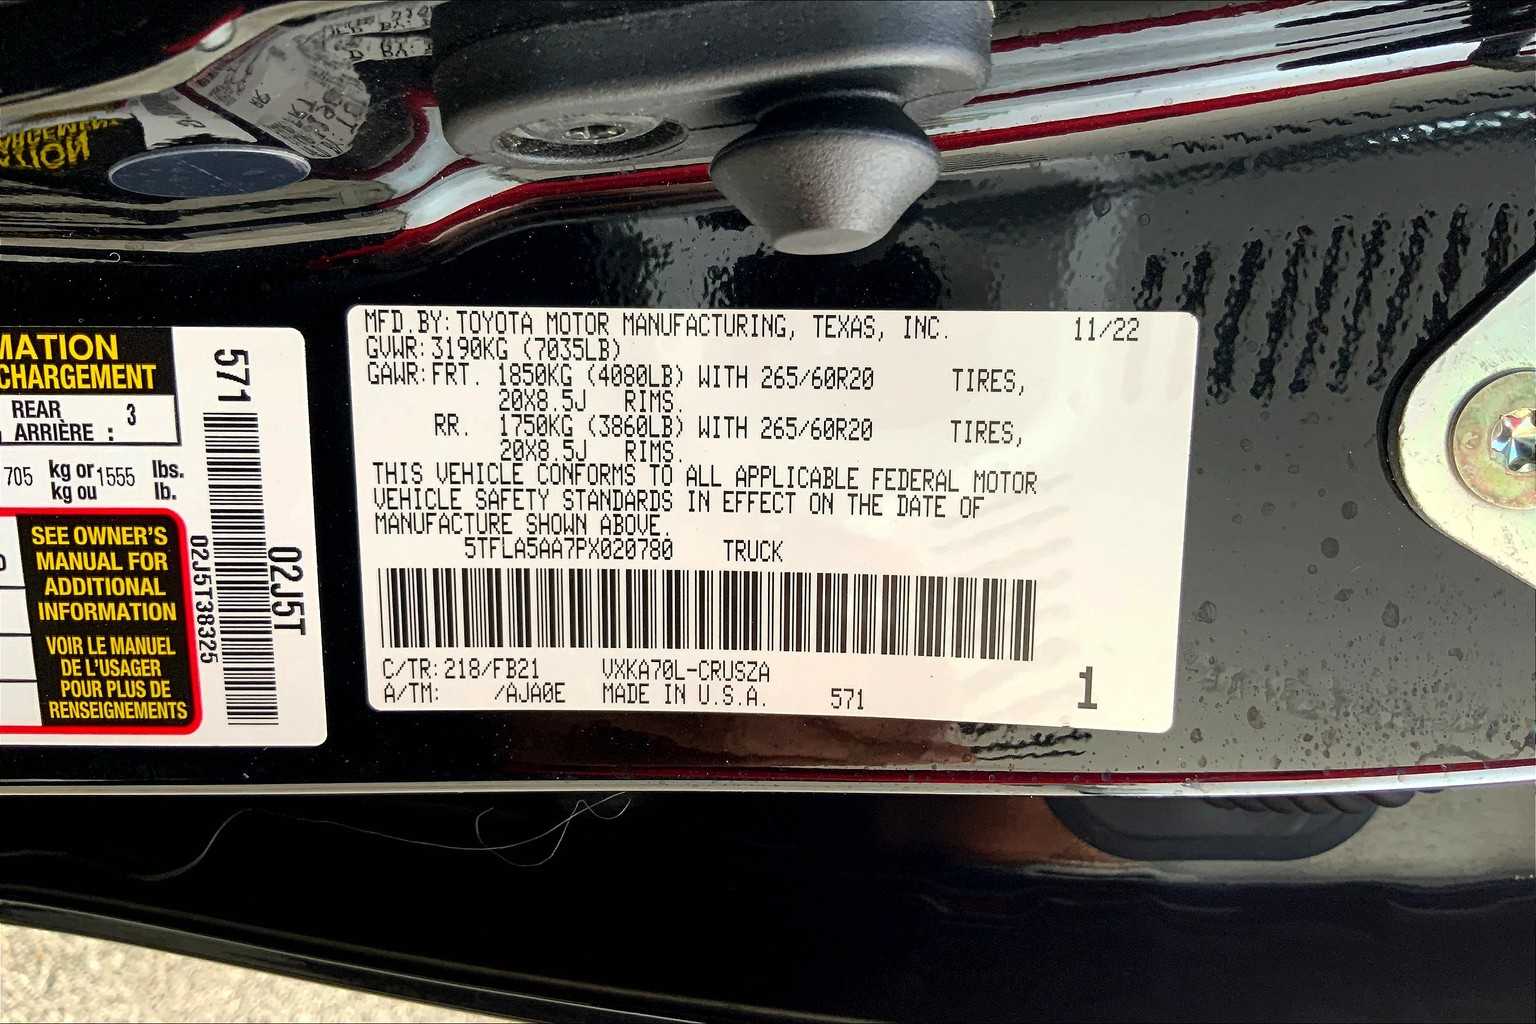 MATION
CHARGEMENT
REAR 3
ARRIÈRE :
705 kg or 1555 lbs.
kg ou lb.
SEE OWNER'S
MANUAL FOR
ADDITIONAL
INFORMATION
VOIR LE MANUEL
DE L'USAGER
POUR PLUS DE
RENSEIGNEMENTS
571
02J5T38325
02J5T
MFD.BY:TOYOTA MOTOR MANUFACTURING, TEXAS, INC. 11/22
GVWR:3190KG (7035LB)
GAWR:FRT. 1850KG (4080LB) WITH 265/60R20 TIRES,
20X8.5J RIMS.
RR. 1750KG (3860LB) WITH 265/60R20 TIRES,
20X8.5J RIMS.
THIS VEHICLE CONFORMS TO ALL APPLICABLE FEDERAL MOTOR
VEHICLE SAFETY STANDARDS IN EFFECT ON THE DATE OF
MANUFACTURE SHOWN ABOVE.
5TFLA5AA7PX020780 TRUCK
C/TR:218/FB21 VXKA70L-CRUSZA
A/TM: /AJA0E MADE IN U.S.A. 571 1